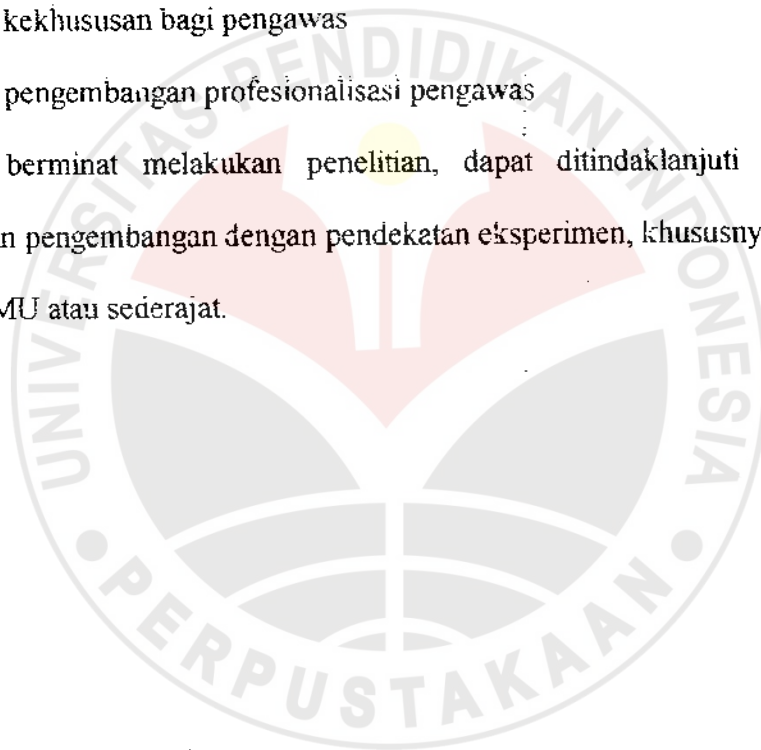 kekhususan bagi pengawas
pengembangan profesionalisasi pengawas
berminat melakukan penelitian, dapat ditindaklanjuti
n pengembangan dengan pendekatan eksperimen, khususny
MU atau sederajat.
UNIVERSITAS PENDIDIKAN INDONESIA
PERPUSTAKAAN